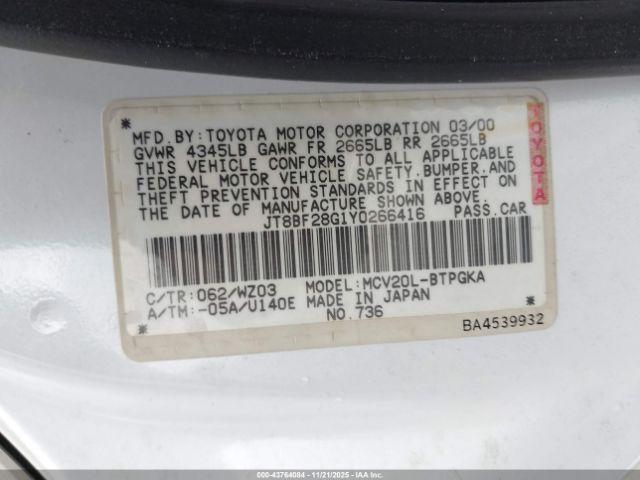 MFD. BY: TOYOTA MOTOR CORPORATION 03/00
GVWR 4345LB GAWR FR 2665LB RR 2665LB
THIS VEHICLE CONFORMS TO ALL APPLICABLE
FEDERAL MOTOR VEHICLE SAFETY, BUMPER, AND
THEFT PREVENTION STANDARDS IN EFFECT ON
THE DATE OF MANUFACTURE SHOWN ABOVE.
JT8BF28G1Y0266416 PASS. CAR
TOYOTA
C/TR: 062/WZ03 MODEL: MCV20L-BTPGKA
A/TM: -05A/U140E MADE IN JAPAN
NO. 736
BA4539932
000-43764084 - 11/21/2025 - IAAI.COM